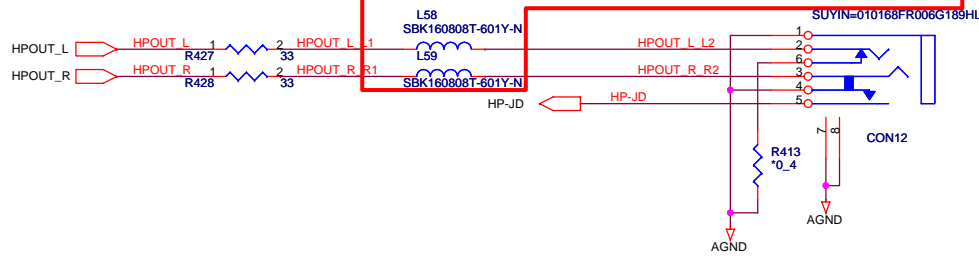 SUYIN=010168FR006G189HL
L58
SBK160808T-601Y-N
HPOUT_L HPOUT_L 1 R427 2 33 HPOUT_L_L1 L59 HPOUT_L_L2
SBK160808T-601Y-N
HPOUT_R HPOUT_R 1 R428 2 33 HPOUT_R_R1 HPOUT_R_R2
HP-JD HP-JD
1
2
6
3
4
5
7 8
CON12
R413
*0_4
AGND
AGND